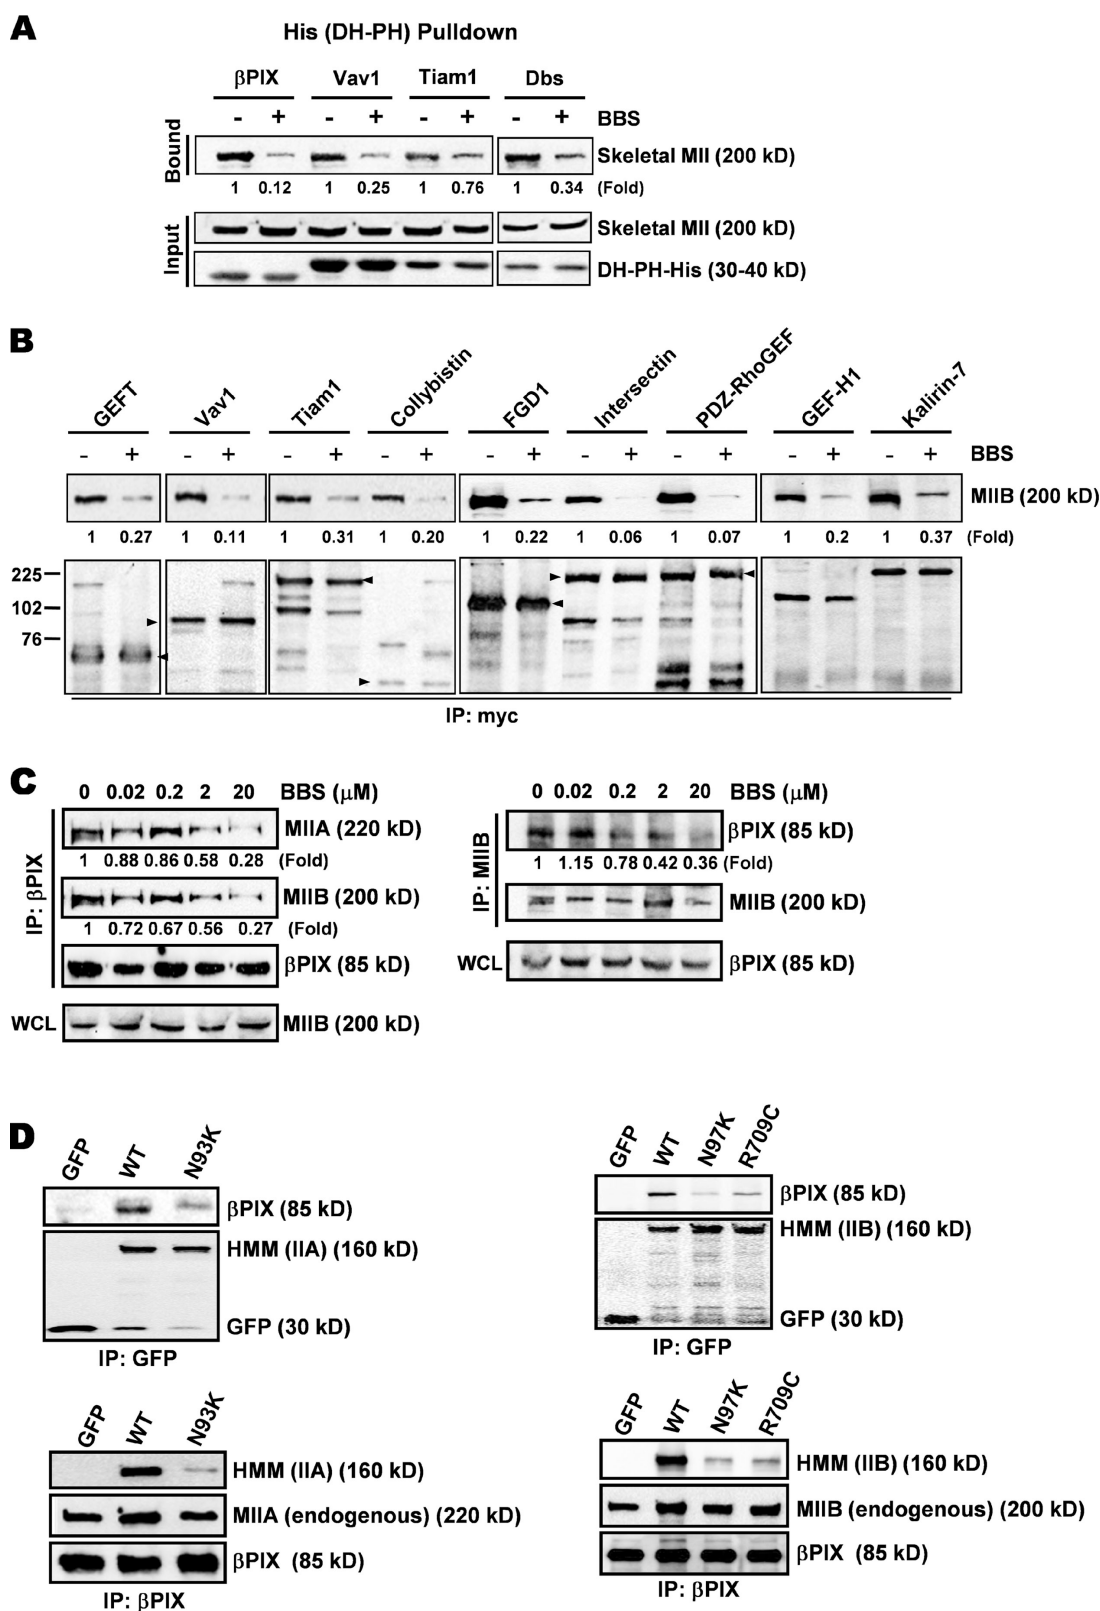 A
His (DH-PH) Pulldown
βPIX Vav1 Tiam1 Dbs
- + - + - + - + BBS
Bound
Skeletal MII (200 kD)
1 0.12 1 0.25 1 0.76 1 0.34 (Fold)
Input
Skeletal MII (200 kD)
DH-PH-His (30-40 kD)
B
GEFT Vav1 Tiam1 Collybistin FGD1 Intersectin PDZ-RhoGEF GEF-H1 Kalirin-7
- + - + - + - + - + - + - + - + - + BBS
MIIB (200 kD)
1 0.27 1 0.11 1 0.31 1 0.20 1 0.22 1 0.06 1 0.07 1 0.2 1 0.37 (Fold)
225
102
76
IP: myc
C
0 0.02 0.2 2 20 BBS (μM)
IP: βPIX
MIIA (220 kD)
1 0.88 0.86 0.58 0.28 (Fold)
MIIB (200 kD)
1 0.72 0.67 0.56 0.27 (Fold)
βPIX (85 kD)
WCL MIIB (200 kD)
0 0.02 0.2 2 20 BBS (μM)
IP: MIIB
βPIX (85 kD)
1 1.15 0.78 0.42 0.36 (Fold)
MIIB (200 kD)
WCL βPIX (85 kD)
D
GFP WT N93K
βPIX (85 kD)
HMM (IIA) (160 kD)
GFP (30 kD)
IP: GFP
GFP WT N97K R709C
βPIX (85 kD)
HMM (IIB) (160 kD)
GFP (30 kD)
IP: GFP
GFP WT N93K
HMM (IIA) (160 kD)
MIIA (endogenous) (220 kD)
βPIX (85 kD)
IP: βPIX
GFP WT N97K R709C
HMM (IIB) (160 kD)
MIIB (endogenous) (200 kD)
βPIX (85 kD)
IP: βPIX